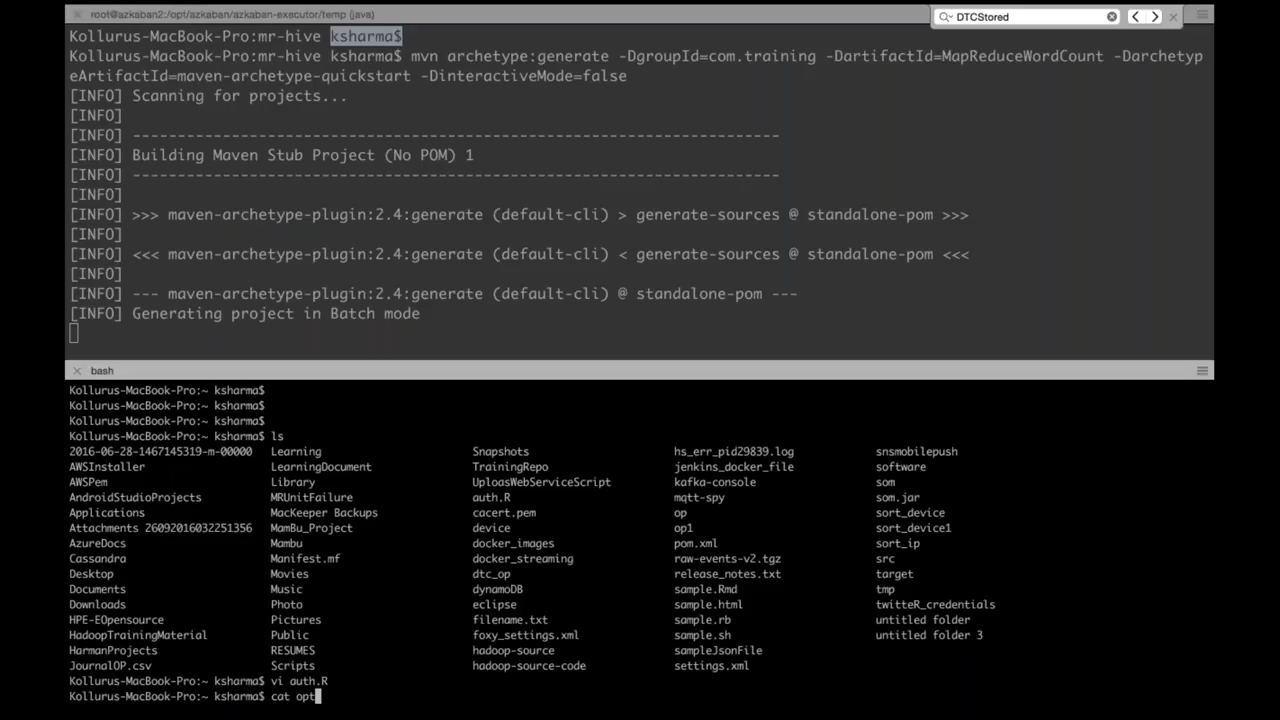 root@azkaban2:/opt/azkaban/azkaban-executor/temp (java)
DTCStored
Kollurus-MacBook-Pro:mr-hive ksharma$
Kollurus-MacBook-Pro:mr-hive ksharma$ mvn archetype:generate -DgroupId=com.training -DartifactId=MapReduceWordCount -Darchetyp
eArtifactId=maven-archetype-quickstart -DinteractiveMode=false
[INFO] Scanning for projects...
[INFO]
[INFO] ------------------------------------------------------------------------
[INFO] Building Maven Stub Project (No POM) 1
[INFO] ------------------------------------------------------------------------
[INFO]
[INFO] >>> maven-archetype-plugin:2.4:generate (default-cli) > generate-sources @ standalone-pom >>>
[INFO]
[INFO] <<< maven-archetype-plugin:2.4:generate (default-cli) < generate-sources @ standalone-pom <<<
[INFO]
[INFO] --- maven-archetype-plugin:2.4:generate (default-cli) @ standalone-pom ---
[INFO] Generating project in Batch mode
bash
Kollurus-MacBook-Pro:~ ksharma$
Kollurus-MacBook-Pro:~ ksharma$
Kollurus-MacBook-Pro:~ ksharma$
Kollurus-MacBook-Pro:~ ksharma$ ls
2016-06-28-1467145319-m-00000 Learning Snapshots hs_err_pid29839.log snsmobilepush
AWSInstaller LearningDocument TrainingRepo jenkins_docker_file software
AWSPem Library UploasWebServiceScript kafka-console som
AndroidStudioProjects MRUnitFailure auth.R mqtt-spy som.jar
Applications MacKeeper Backups cacert.pem op sort_device
Attachments 26092016032251356 MamBu_Project device op1 sort_device1
AzureDocs Mambu docker_images pom.xml sort_ip
Cassandra Manifest.mf docker_streaming raw-events-v2.tgz src
Desktop Movies dtc_op release_notes.txt target
Documents Music dynamoDB sample.Rmd tmp
Downloads Photo eclipse sample.html twitteR_credentials
HPE-EOpensource Pictures filename.txt sample.rb untitled folder
HadoopTrainingMaterial Public foxy_settings.xml sample.sh untitled folder 3
HarmanProjects RESUMES hadoop-source sampleJsonFile
JournalOP.csv Scripts hadoop-source-code settings.xml
Kollurus-MacBook-Pro:~ ksharma$ vi auth.R
Kollurus-MacBook-Pro:~ ksharma$ cat opt